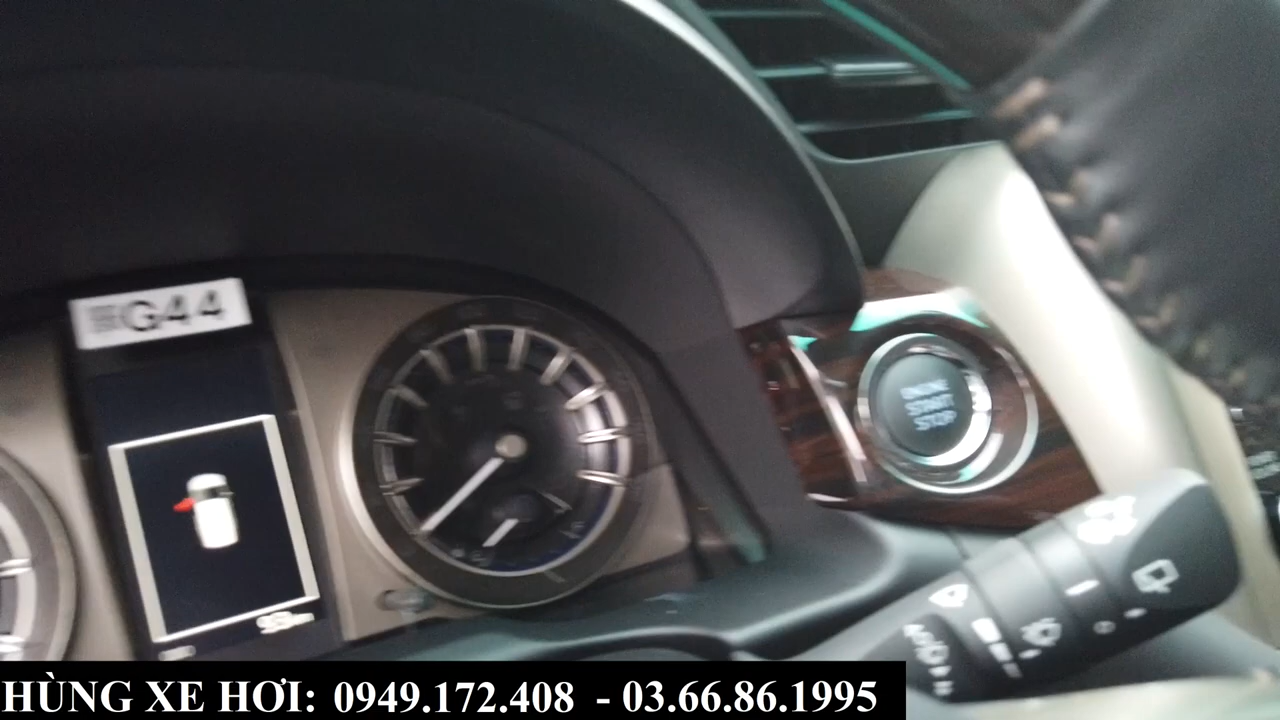 G44
ENGINE
START
STOP
HÙNG XE HƠI: 0949.172.408 - 03.66.86.1995